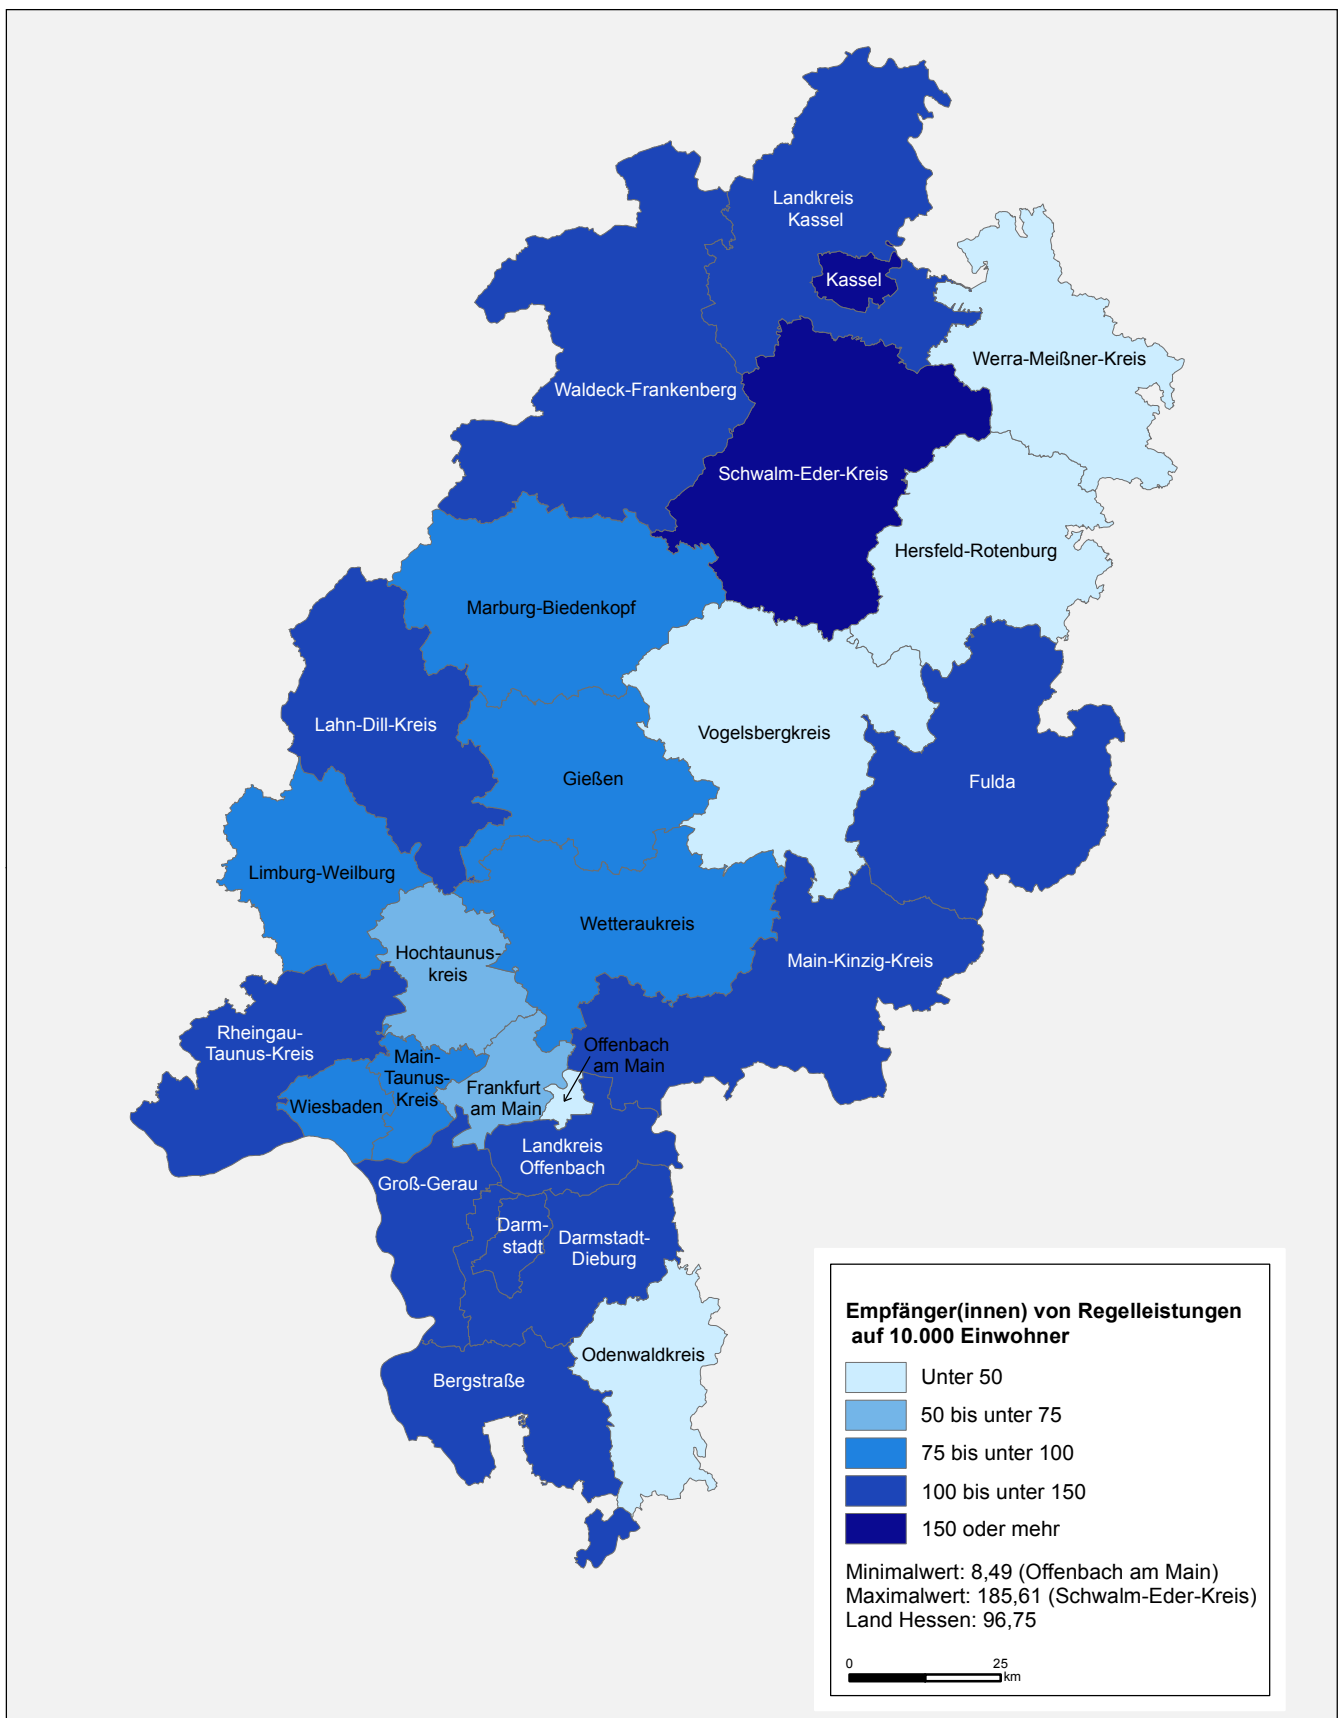 Landkreis
Kassel
Kassel
Werra-Meißner-Kreis
Waldeck-Frankenberg
Schwalm-Eder-Kreis
Hersfeld-Rotenburg
Marburg-Biedenkopf
Lahn-Dill-Kreis
Vogelsbergkreis
Gießen
Fulda
Limburg-Weilburg
Wetteraukreis
Hochtaunus-
kreis
Main-Kinzig-Kreis
Rheingau-
Taunus-Kreis
Offenbach
am Main
Main-
Taunus-
Kreis
Frankfurt
am Main
Wiesbaden
Landkreis
Offenbach
Groß-Gerau
Darm-
stadt
Darmstadt-
Dieburg
Odenwaldkreis
Bergstraße
Empfänger(innen) von Regelleistungen
auf 10.000 Einwohner
Unter 50
50 bis unter 75
75 bis unter 100
100 bis unter 150
150 oder mehr
Minimalwert: 8,49 (Offenbach am Main)
Maximalwert: 185,61 (Schwalm-Eder-Kreis)
Land Hessen: 96,75
0 25
km